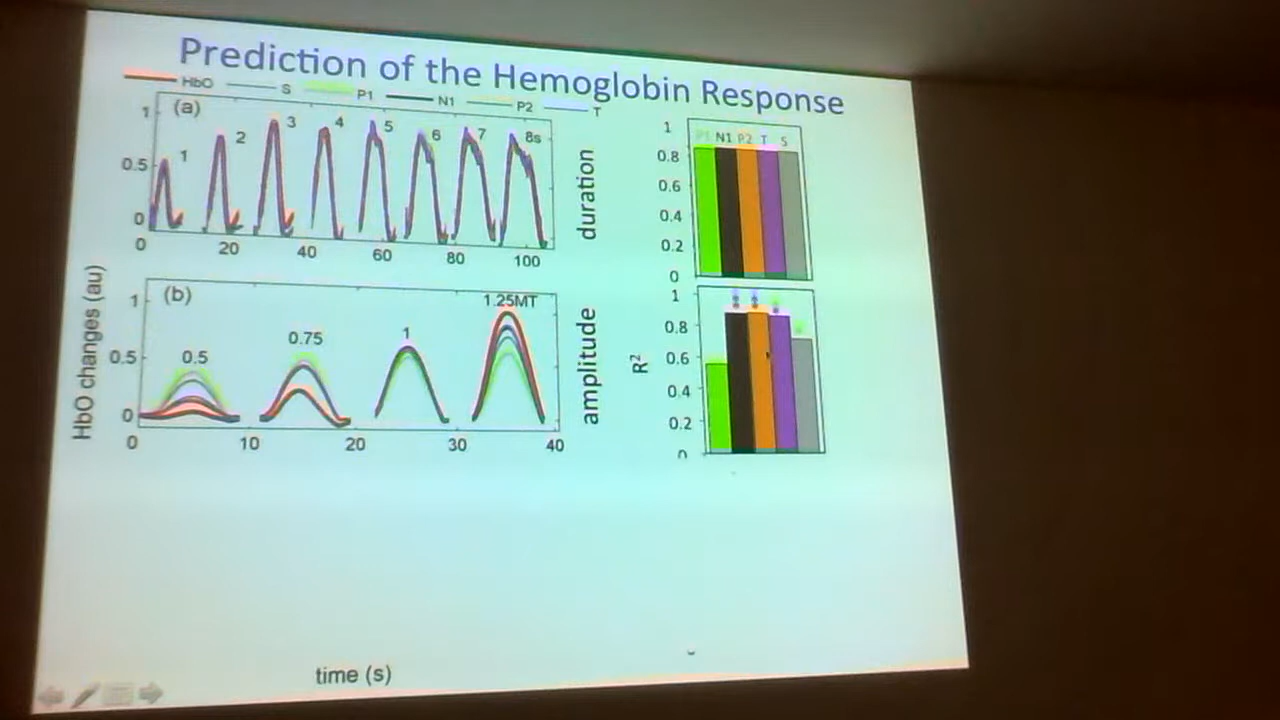 Prediction of the Hemoglobin Response
HbO S P1 N1 P2 T
(a)
1 2 3 4 5 6 7 8s
1
0.5
0
0 20 40 60 80 100
duration
1
0.8
0.6
0.4
0.2
0
P1 N1 P2 T S
HbO changes (au)
(b)
0.5 0.75 1 1.25MT
1
0.5
0
0 10 20 30 40
amplitude
R²
1
0.8
0.6
0.4
0.2
0
time (s)